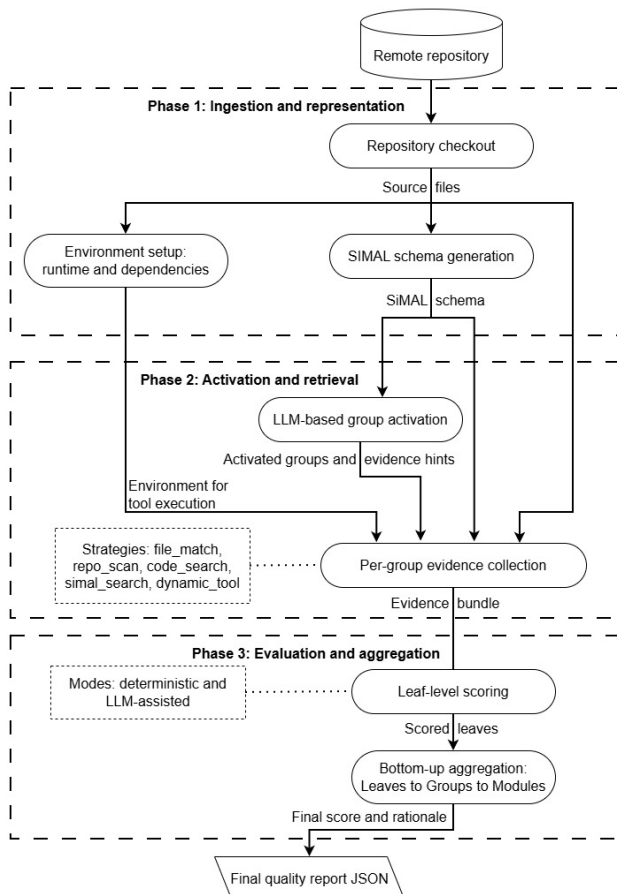 Remote repository
Phase 1: Ingestion and representation
Repository checkout
Source files
Environment setup:
runtime and dependencies
SIMAL schema generation
SiMAL schema
Phase 2: Activation and retrieval
LLM-based group activation
Activated groups and evidence hints
Environment for
tool execution
Strategies: file_match,
repo_scan, code_search,
simal_search, dynamic_tool
Per-group evidence collection
Evidence bundle
Phase 3: Evaluation and aggregation
Modes: deterministic and
LLM-assisted
Leaf-level scoring
Scored leaves
Bottom-up aggregation:
Leaves to Groups to Modules
Final score and rationale
Final quality report JSON